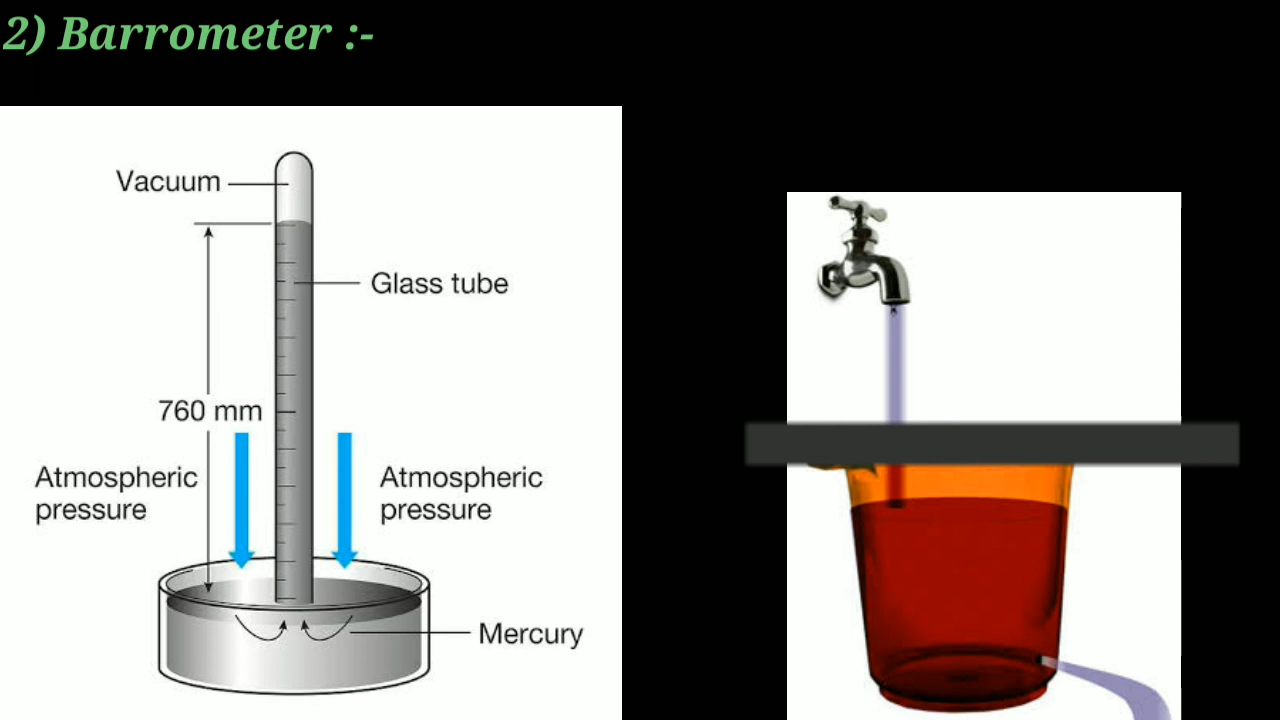 2) Barrometer :-
Vacuum
Glass tube
760 mm
Atmospheric
pressure
Atmospheric
pressure
Mercury